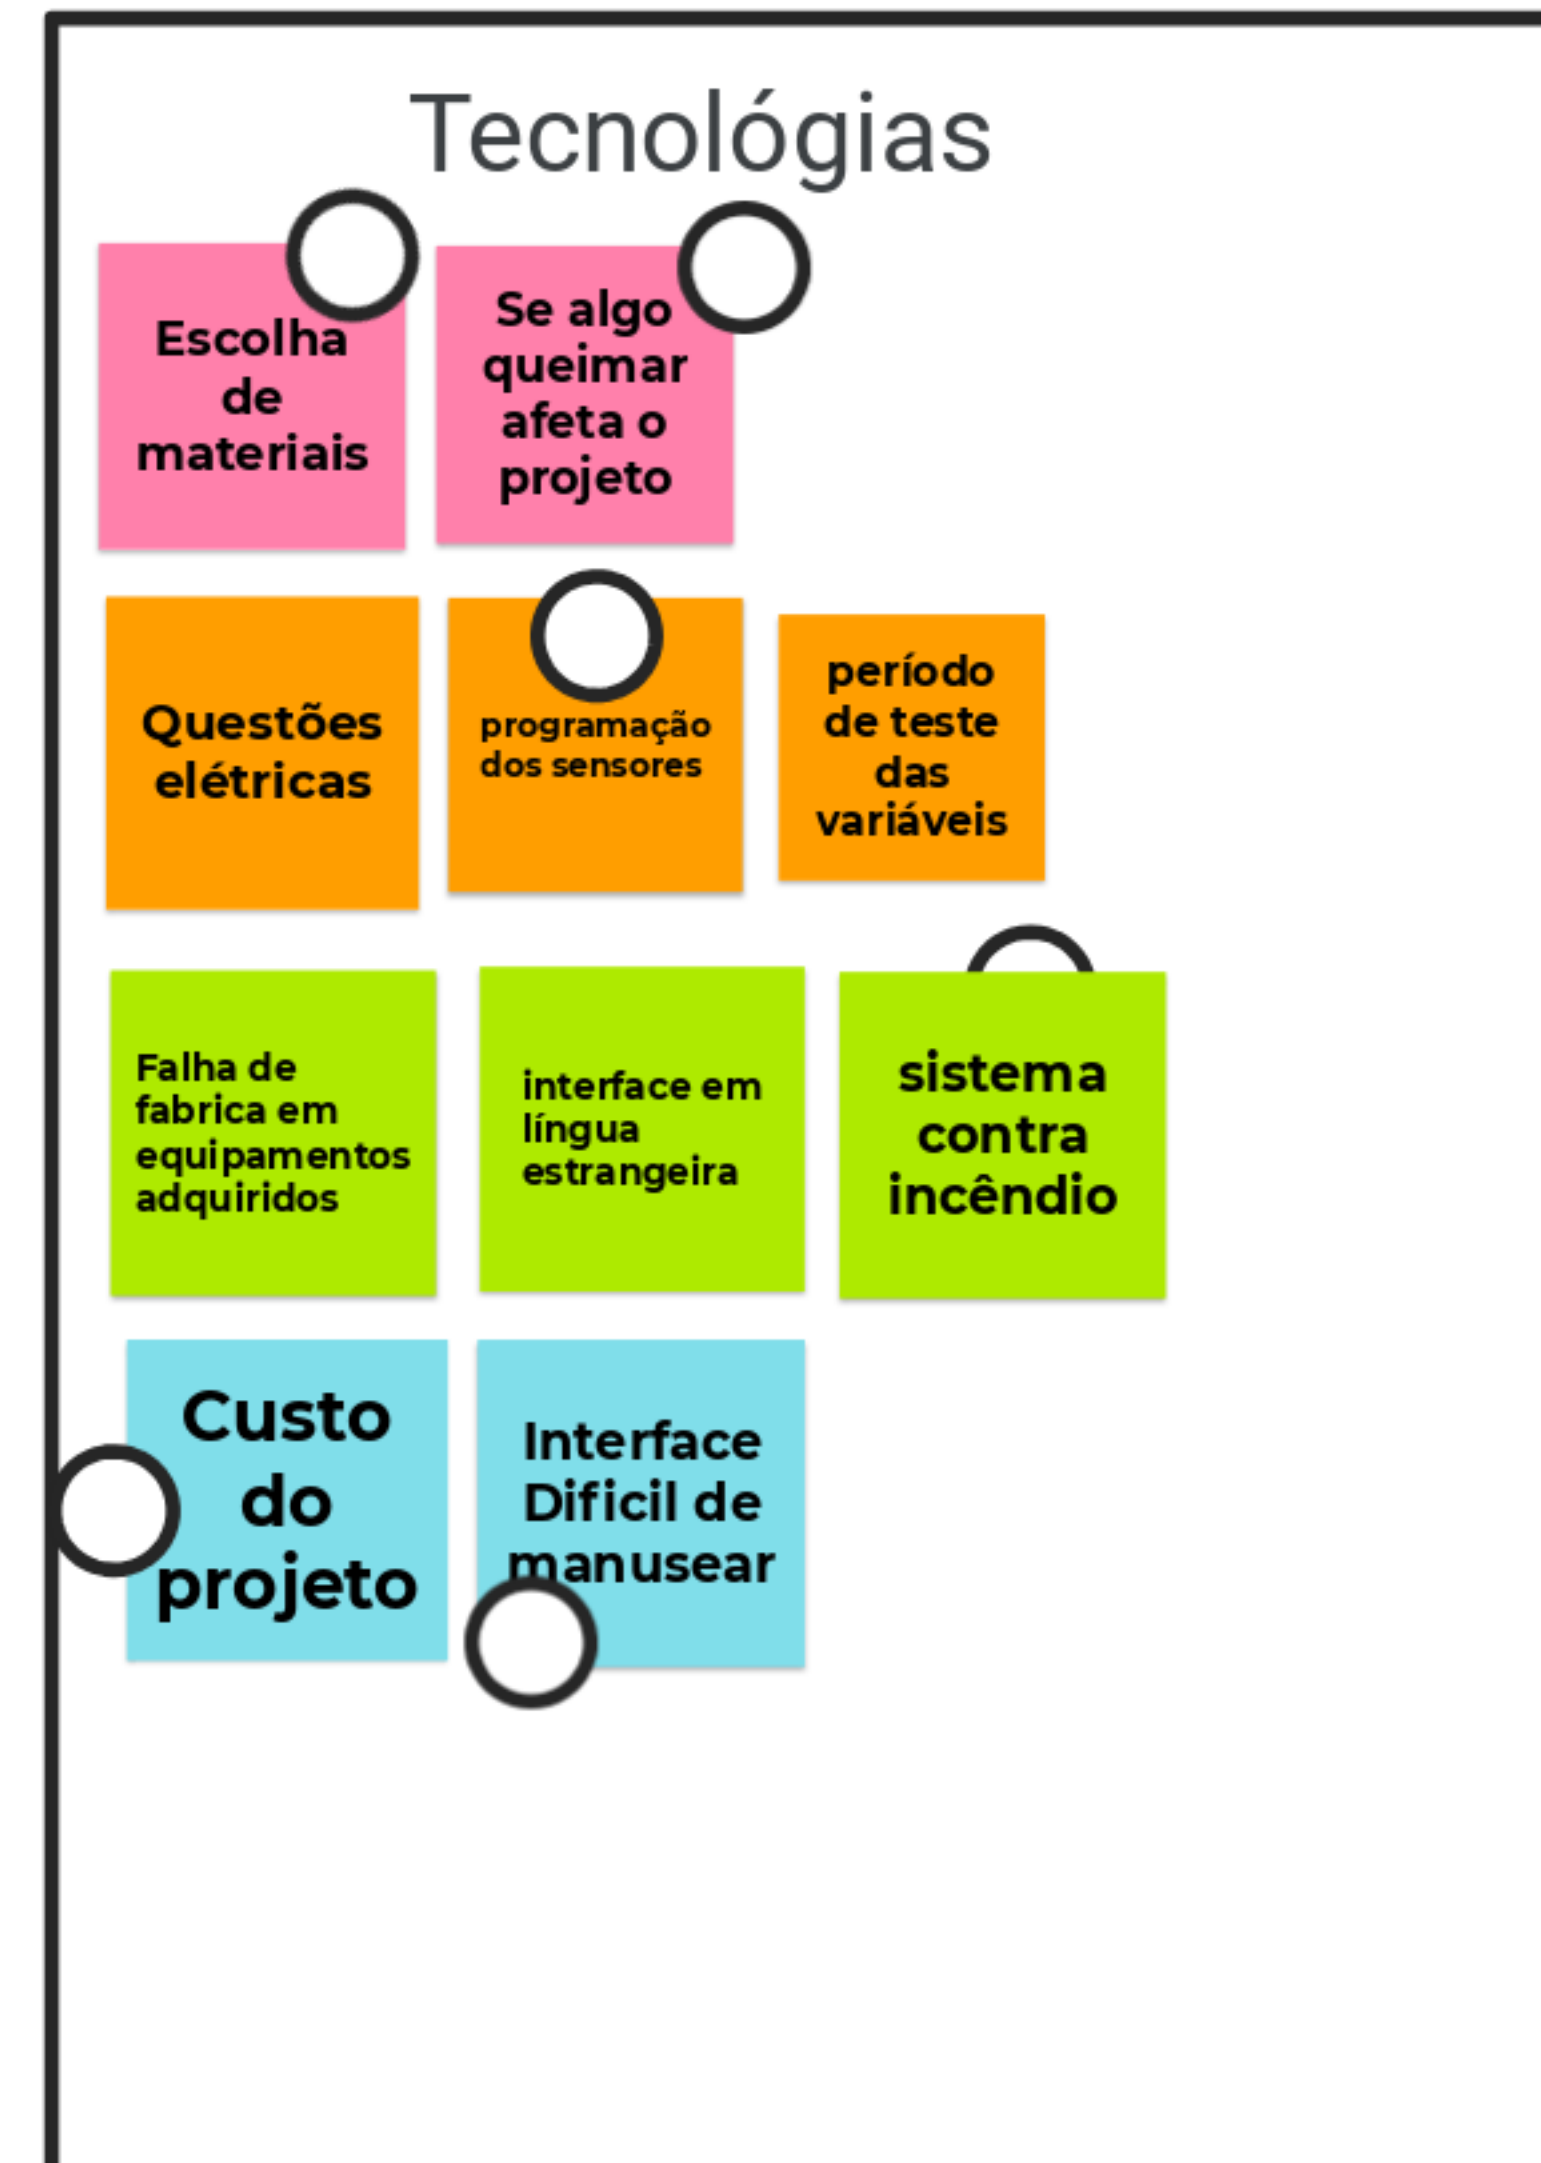 Tecnológias
Escolha
de
materiais
Se algo
queimar
afeta o
projeto
Questões
elétricas
programação
dos sensores
período
de teste
das
variáveis
Falha de
fabrica em
equipamentos
adquiridos
interface em
língua
estrangeira
sistema
contra
incêndio
Custo
do
projeto
Interface
Dificil de
manusear